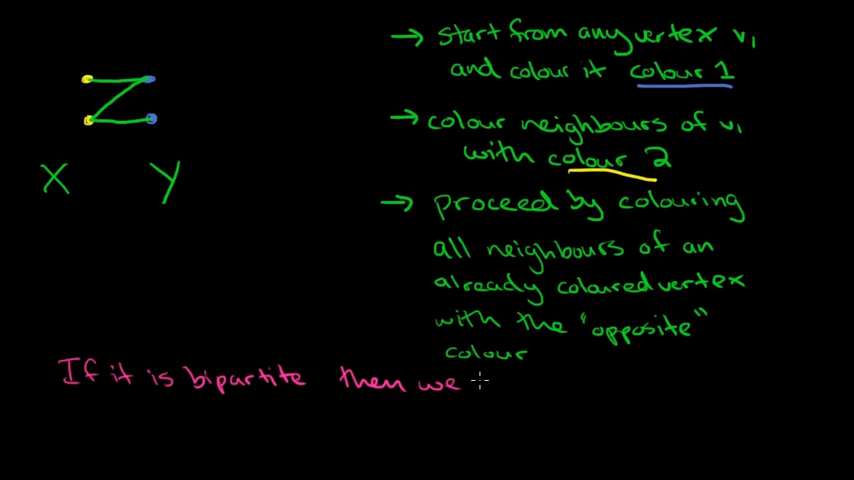 → start from any vertex v₁
and colour it colour 1
→ colour neighbours of v₁
with colour 2
→ proceed by colouring
all neighbours of an
already coloured vertex
with the "opposite"
colour
X Y
If it is bipartite then we